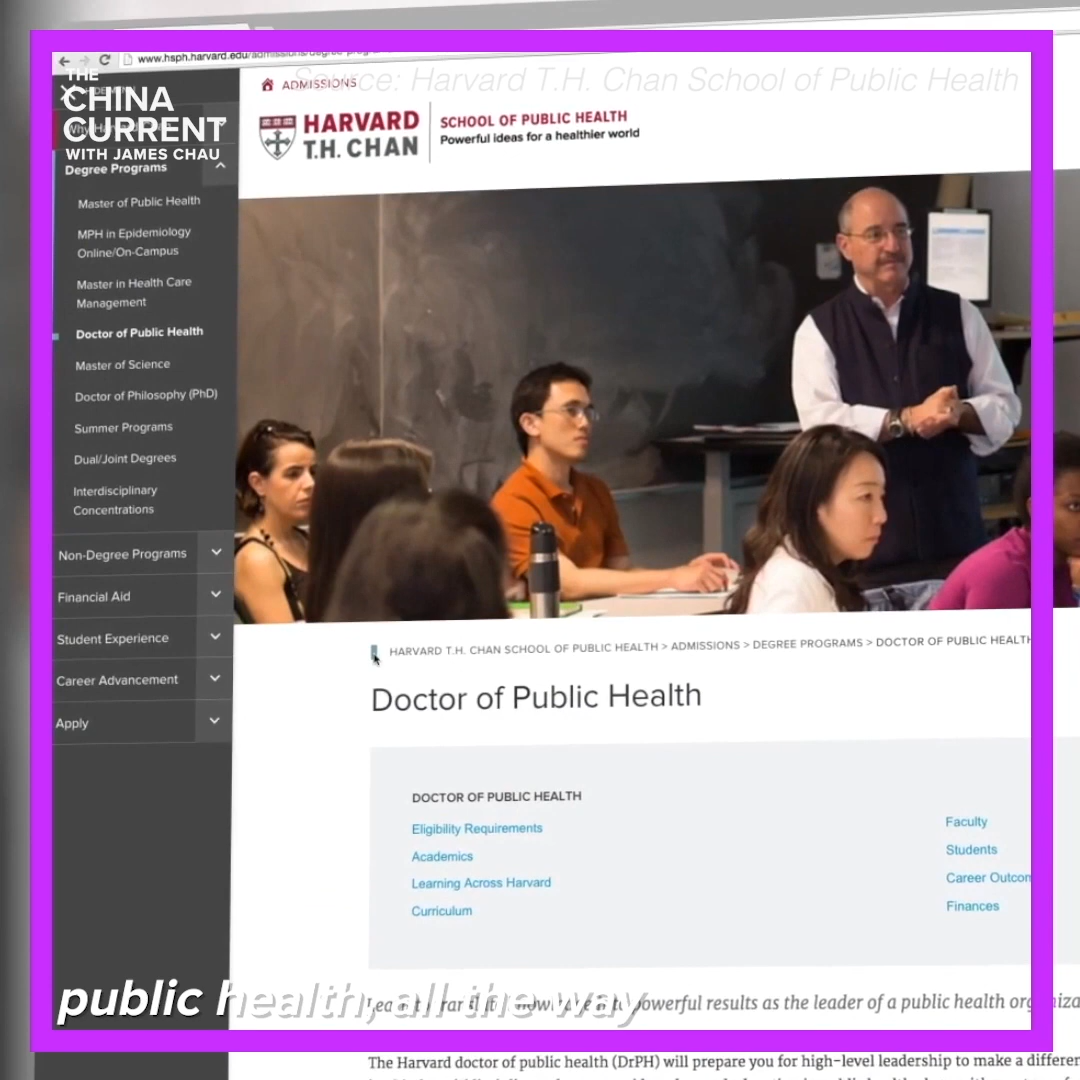 www.hsph.harvard.edu/admissions/degree-progr
Source: Harvard T.H. Chan School of Public Health
THE
CHINA
CURRENT
WITH JAMES CHAU
ADMISSIONS
HARVARD
T.H. CHAN
SCHOOL OF PUBLIC HEALTH
Powerful ideas for a healthier world
Degree Programs
Master of Public Health
MPH in Epidemiology
Online/On-Campus
Master in Health Care
Management
Doctor of Public Health
Master of Science
Doctor of Philosophy (PhD)
Summer Programs
Dual/Joint Degrees
Interdisciplinary
Concentrations
Non-Degree Programs
Financial Aid
Student Experience
Career Advancement
Apply
HARVARD T.H. CHAN SCHOOL OF PUBLIC HEALTH > ADMISSIONS > DEGREE PROGRAMS > DOCTOR OF PUBLIC HEALTH
Doctor of Public Health
DOCTOR OF PUBLIC HEALTH
Eligibility Requirements
Academics
Learning Across Harvard
Curriculum
Faculty
Students
Career Outcom
Finances
public health, all the way
powerful results as the leader of a public health organiza
The Harvard doctor of public health (DrPH) will prepare you for high-level leadership to make a differen